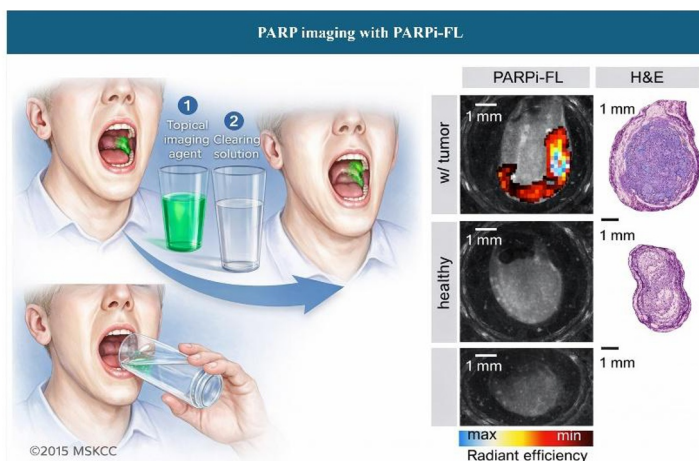 PARP imaging with PARPi-FL
1
Topical
imaging
agent
2
Clearing
solution
©2015 MSKCC
PARPi-FL
H&E
w/ tumor
1 mm
1 mm
healthy
1 mm
1 mm
1 mm
1 mm
max
min
Radiant efficiency